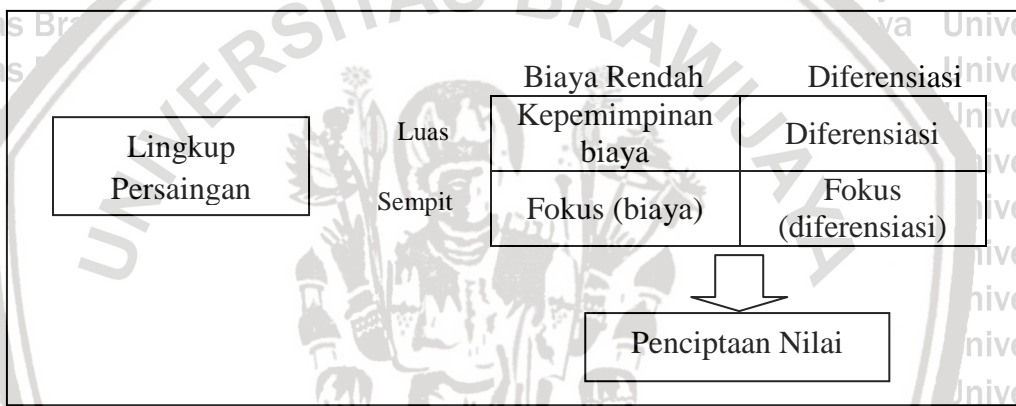 UNIVERSITAS BRAWIJAYA
Biaya Rendah Diferensiasi
Lingkup
Persaingan
Luas
Kepemimpinan
biaya
Diferensiasi
Sempit
Fokus (biaya)
Fokus
(diferensiasi)
Penciptaan Nilai